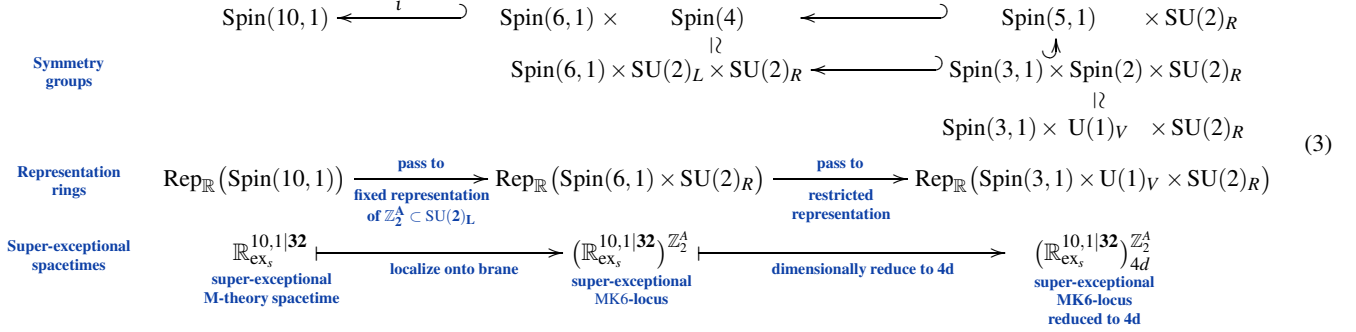 i
Spin(10, 1) Spin(6, 1) × Spin(4) Spin(5, 1) × SU(2)_R
≀|
Symmetry groups
Spin(6, 1) × SU(2)_L × SU(2)_R Spin(3, 1) × Spin(2) × SU(2)_R
≀|
Spin(3, 1) × U(1)_V × SU(2)_R
(3)
Representation rings
Rep_ℝ(Spin(10, 1)) pass to fixed representation of ℤ_2^A ⊂ SU(2)_L Rep_ℝ(Spin(6, 1) × SU(2)_R) pass to restricted representation Rep_ℝ(Spin(3, 1) × U(1)_V × SU(2)_R)
Super-exceptional spacetimes
ℝ_{ex_s}^{10,1|32} localize onto brane (ℝ_{ex_s}^{10,1|32})^{ℤ_2^A} dimensionally reduce to 4d (ℝ_{ex_s}^{10,1|32})_{4d}^{ℤ_2^A}
super-exceptional M-theory spacetime
super-exceptional MK6-locus
super-exceptional MK6-locus reduced to 4d